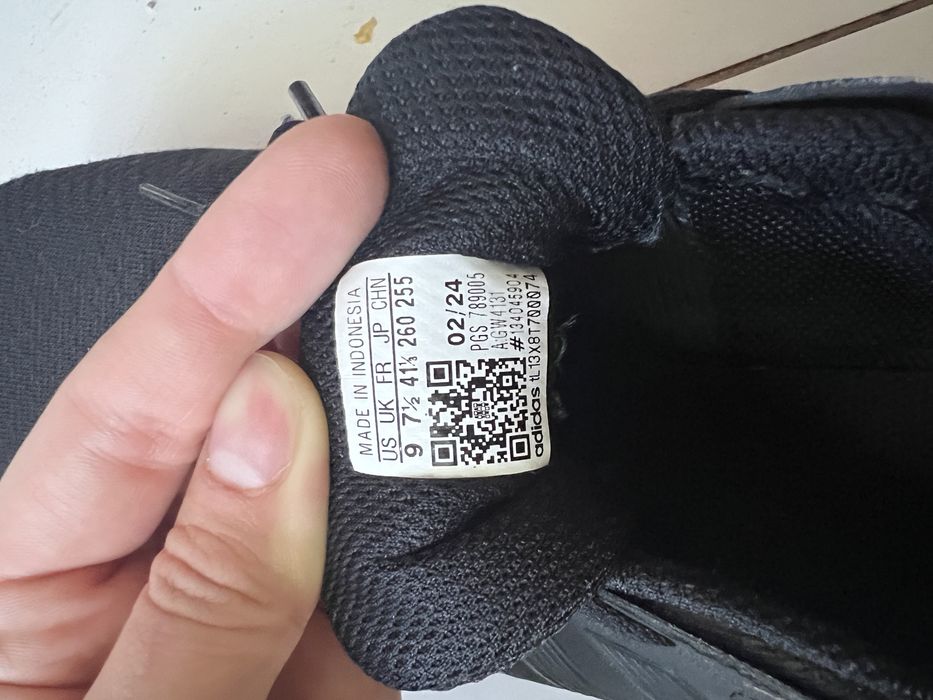 MADE IN INDONESIA
US UK FR JP CHN
9 7½ 41⅓ 260 255
02/24
PGS 789005
A:GW4131
#134045904
adidas tL13X81700074